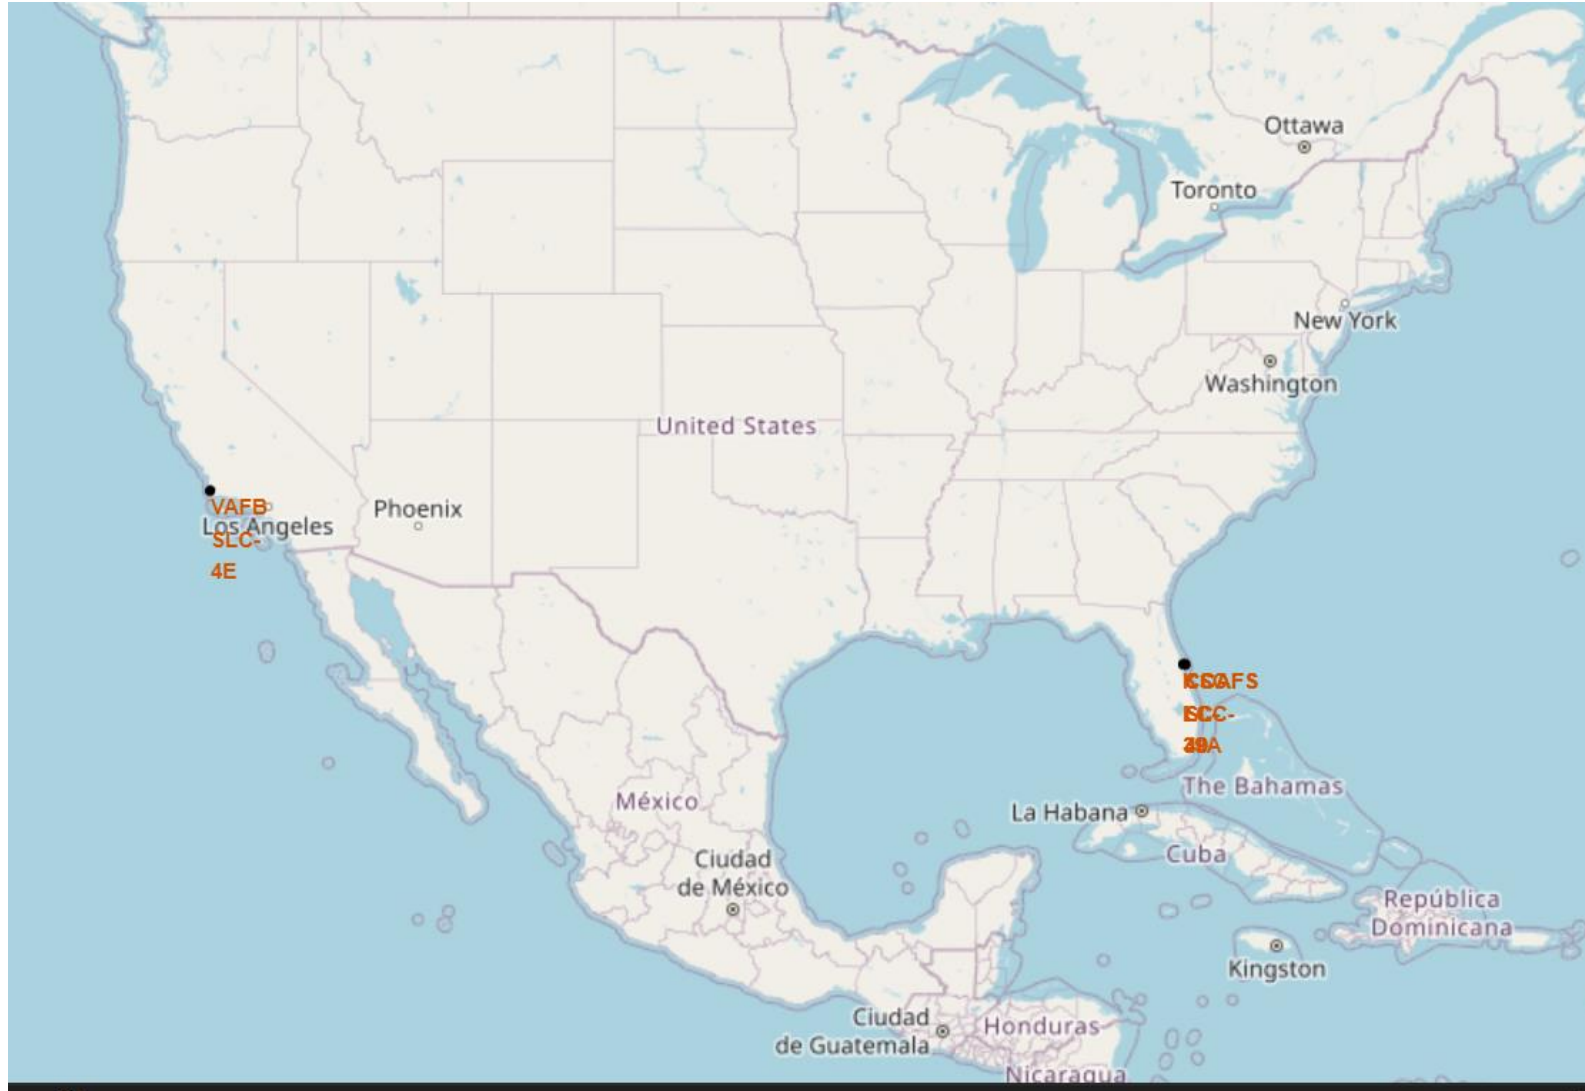 Ottawa
Toronto
New York
Washington
United States
VAFB
Los Angeles
SLC-
4E
Phoenix
The Bahamas
México
La Habana
Cuba
Ciudad
de México
República
Dominicana
Kingston
Ciudad
de Guatemala
Honduras
Nicaragua